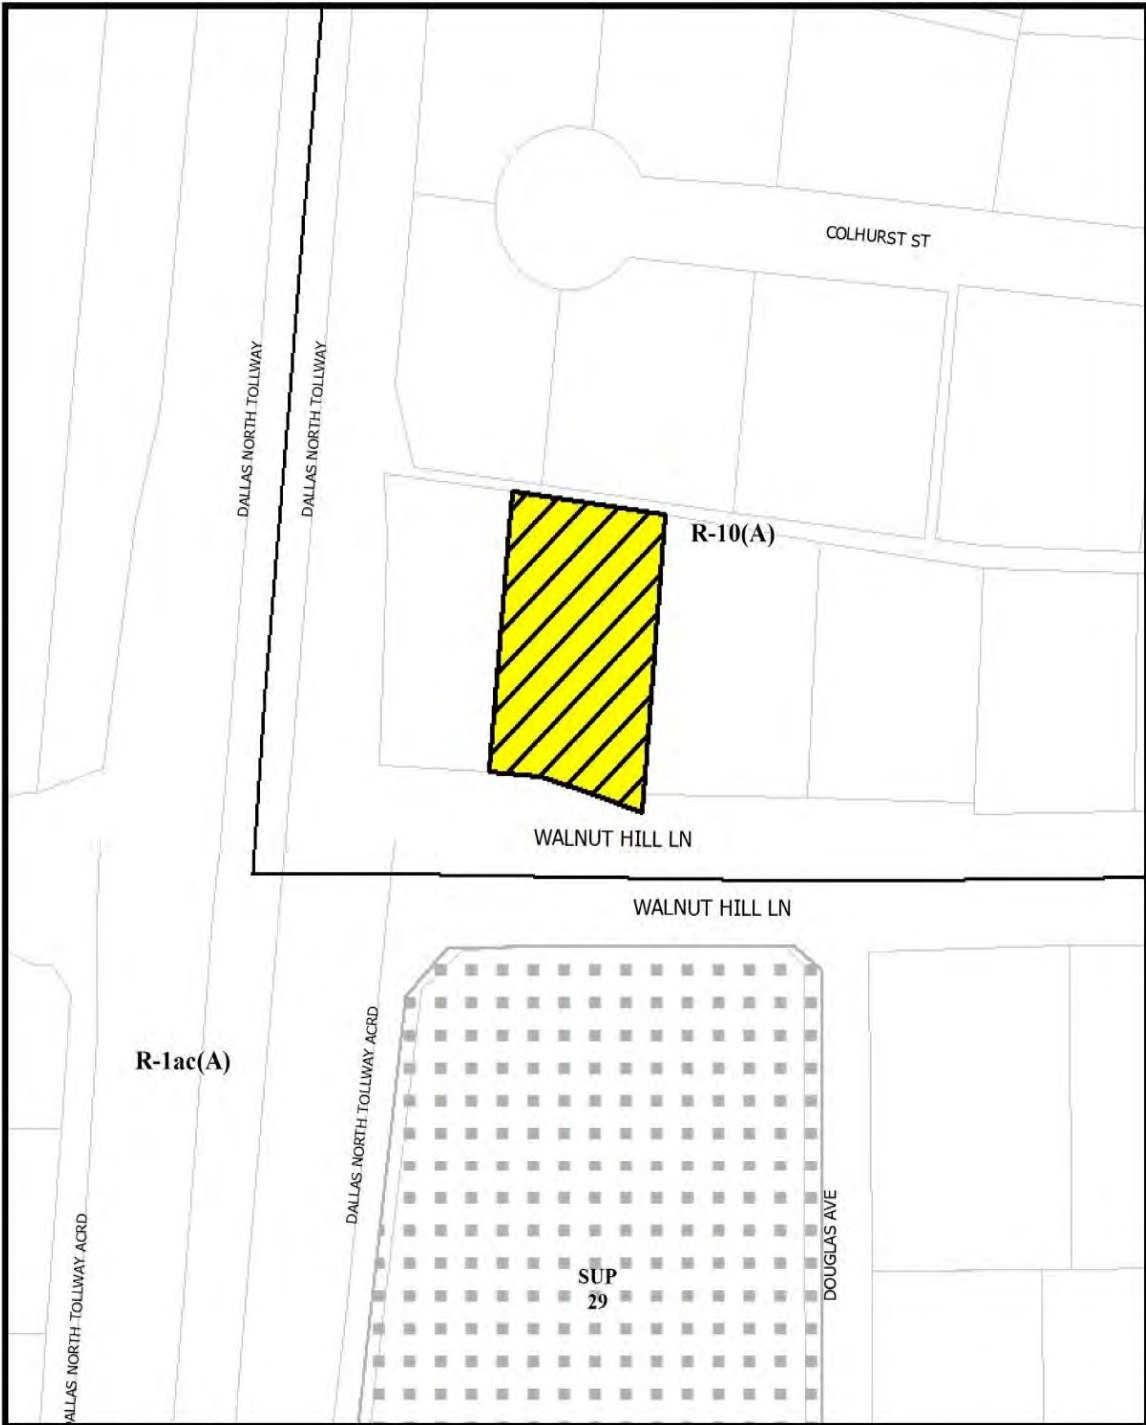 COLHURST ST
DALLAS NORTH TOLLWAY
DALLAS NORTH TOLLWAY
R-10(A)
WALNUT HILL LN
WALNUT HILL LN
R-1ac(A)
DALLAS NORTH TOLLWAY ACRD
DALLAS NORTH TOLLWAY ACRD
DOUGLAS AVE
SUP
29